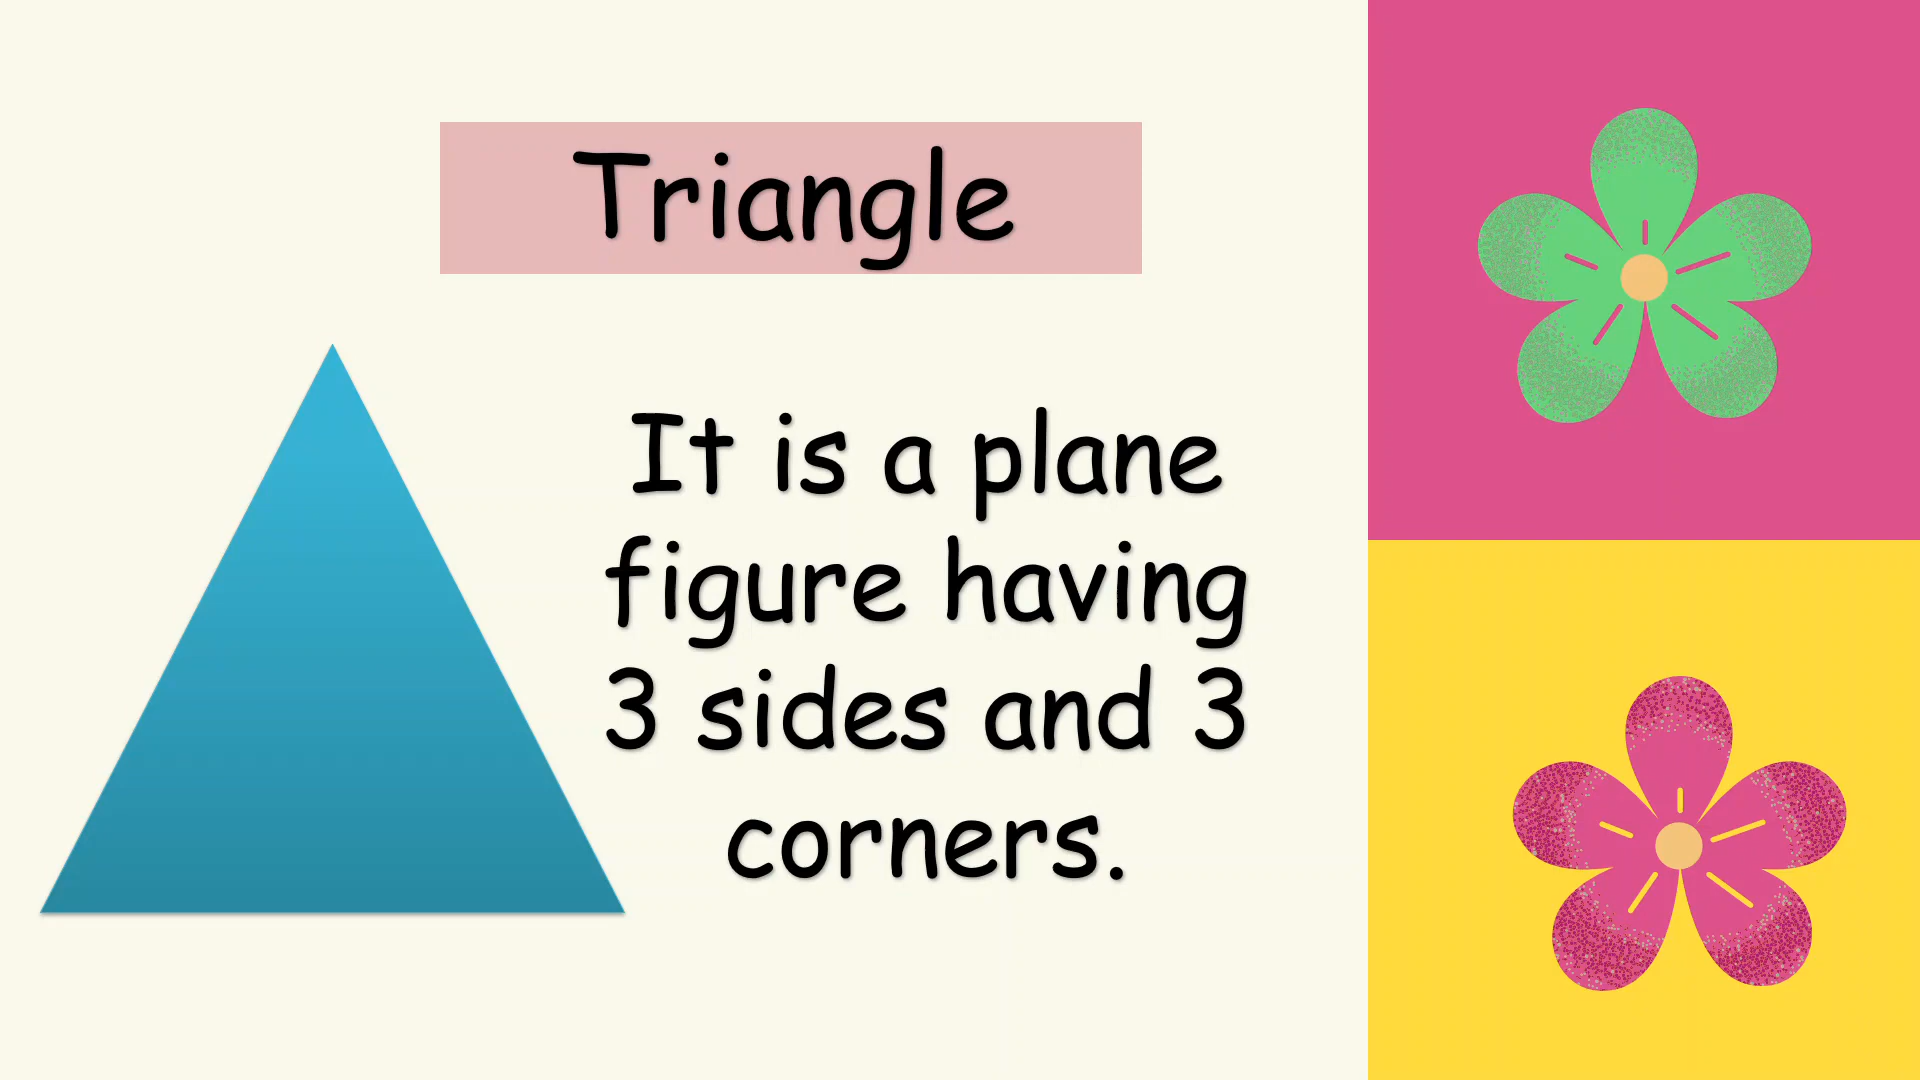 Triangle
It is a plane
figure having
3 sides and 3
corners.